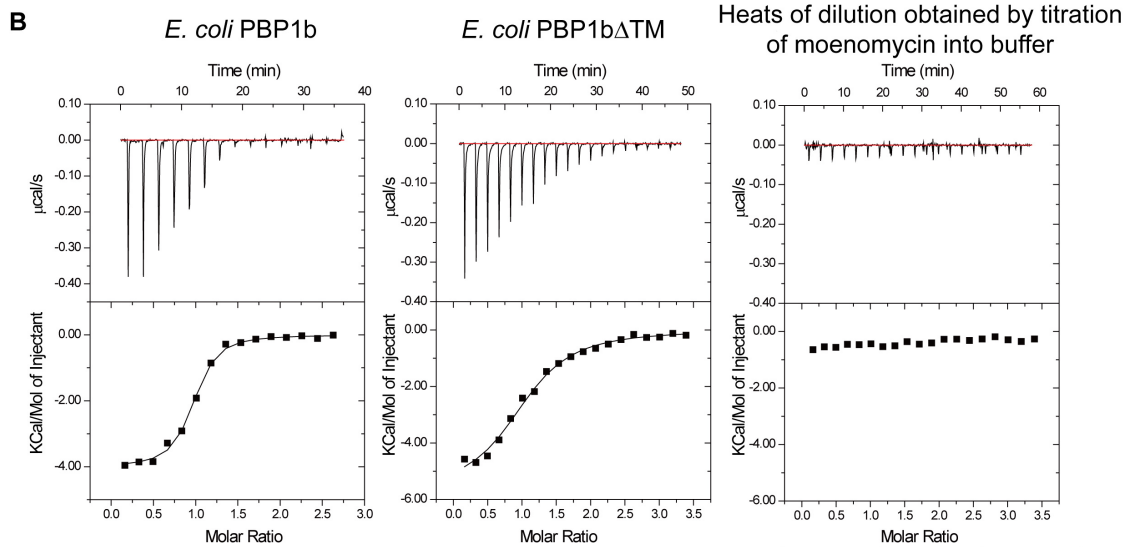 B
E. coli PBP1b
Time (min)
0 10 20 30 40
0.10
0.00
-0.10
-0.20
-0.30
-0.40
µcal/s
0.00
-2.00
-4.00
KCal/Mol of Injectant
0.0 0.5 1.0 1.5 2.0 2.5 3.0
Molar Ratio
E. coli PBP1bΔTM
Time (min)
0 10 20 30 40 50
0.10
0.00
-0.10
-0.20
-0.30
-0.40
µcal/s
0.00
-2.00
-4.00
-6.00
KCal/Mol of Injectant
0.0 0.5 1.0 1.5 2.0 2.5 3.0 3.5
Molar Ratio
Heats of dilution obtained by titration
of moenomycin into buffer
Time (min)
0 10 20 30 40 50 60
0.10
0.00
-0.10
-0.20
-0.30
-0.40
µcal/s
0.00
-2.00
-4.00
-6.00
KCal/Mol of Injectant
0.0 0.5 1.0 1.5 2.0 2.5 3.0 3.5
Molar Ratio